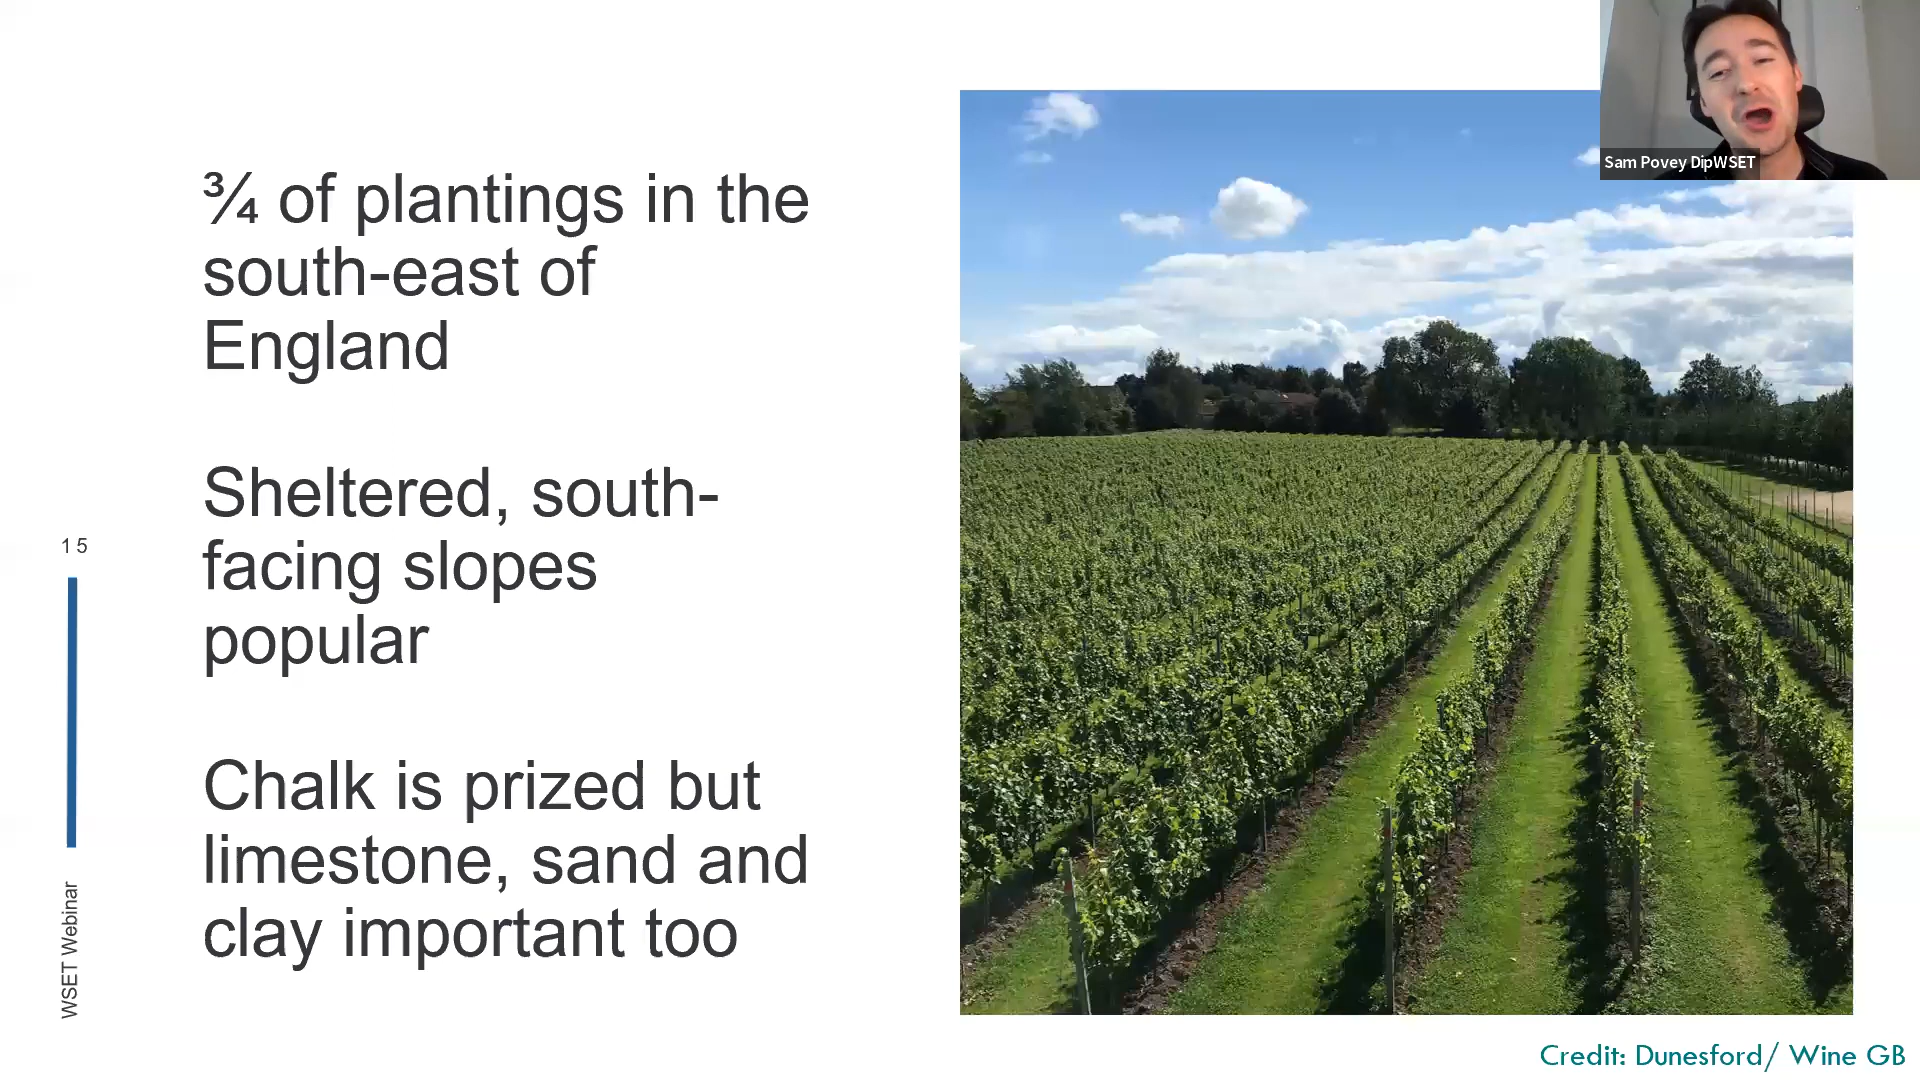 Sam Povey DipWSET
¾ of plantings in the
south-east of
England
Sheltered, south-
facing slopes
popular
Chalk is prized but
limestone, sand and
clay important too
15
WSET Webinar
Credit: Dunesford/ Wine GB